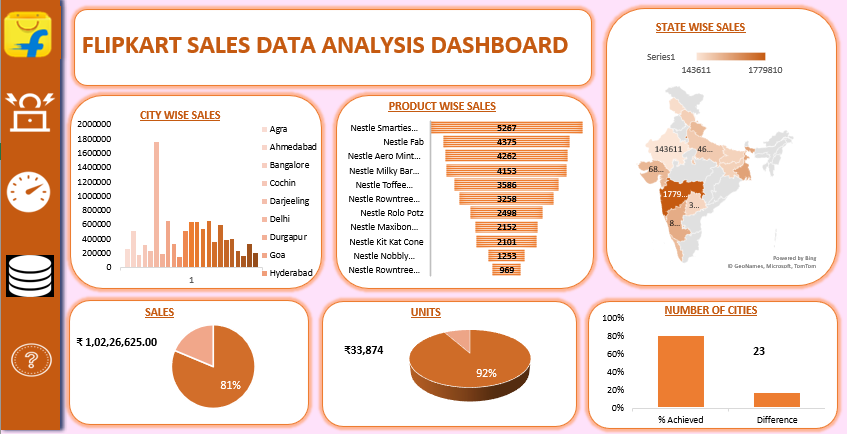 FLIPKART SALES DATA ANALYSIS DASHBOARD
STATE WISE SALES
Series1
143611 1779810
143611
46...
68...
1779...
3...
8...
Powered by Bing
© GeoNames, Microsoft, TomTom
CITY WISE SALES
2000000
1800000
1600000
1400000
1200000
1000000
800000
600000
400000
200000
0
1
Agra
Ahmedabad
Bangalore
Cochin
Darjeeling
Delhi
Durgapur
Goa
Hyderabad
PRODUCT WISE SALES
Nestle Smarties... 5267
Nestle Fab 4375
Nestle Aero Mint... 4262
Nestle Milky Bar... 4153
Nestle Toffee... 3586
Nestle Rowntree... 3258
Nestle Rolo Potz 2498
Nestle Maxibon... 2152
Nestle Kit Kat Cone 2101
Nestle Nobbly... 1253
Nestle Rowntree... 969
SALES
₹ 1,02,26,625.00
81%
UNITS
₹33,874
92%
NUMBER OF CITIES
100%
80%
60%
40%
20%
0%
23
% Achieved Difference